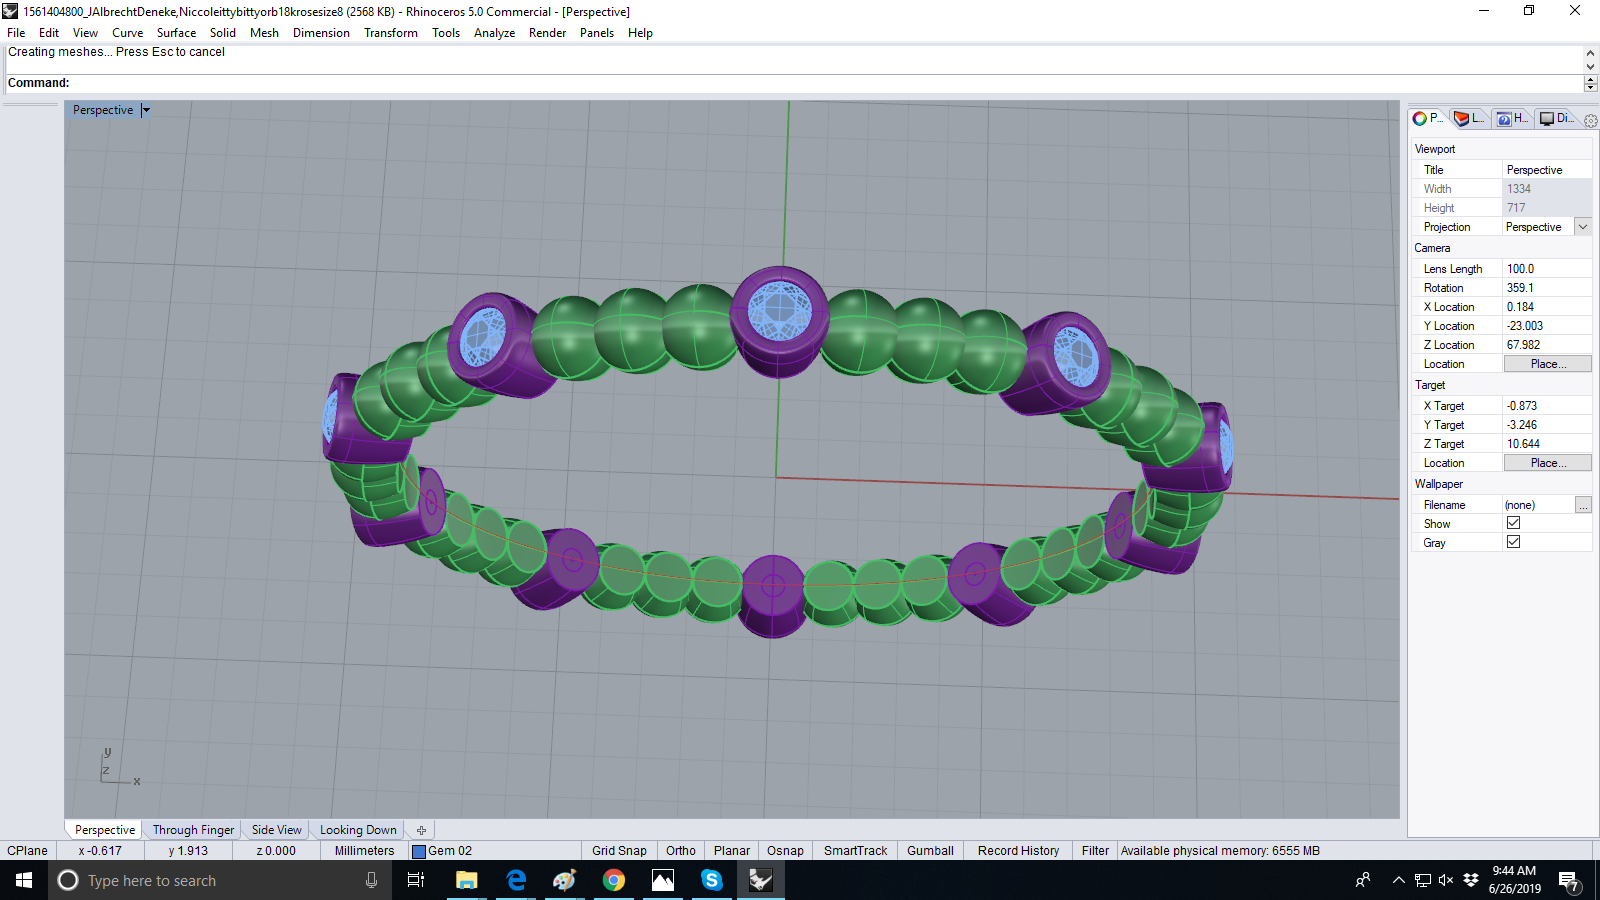 1561404800_JAlbrechtDeneke,Niccoleittybittyorb18krosesize8 (2568 KB) - Rhinoceros 5.0 Commercial - [Perspective]
File Edit View Curve Surface Solid Mesh Dimension Transform Tools Analyze Render Panels Help
Creating meshes... Press Esc to cancel
Command:
Perspective
P... L... H... Di...
Viewport
Title Perspective
Width 1334
Height 717
Projection Perspective
Camera
Lens Length 100.0
Rotation 359.1
X Location 0.184
Y Location -23.003
Z Location 67.982
Location Place...
Target
X Target -0.873
Y Target -3.246
Z Target 10.644
Location Place...
Wallpaper
Filename (none) ...
Show
Gray
y
z
x
Perspective Through Finger Side View Looking Down
CPlane x -0.617 y 1.913 z 0.000 Millimeters Gem 02 Grid Snap Ortho Planar Osnap SmartTrack Gumball Record History Filter Available physical memory: 6555 MB
Type here to search
9:44 AM
6/26/2019
7